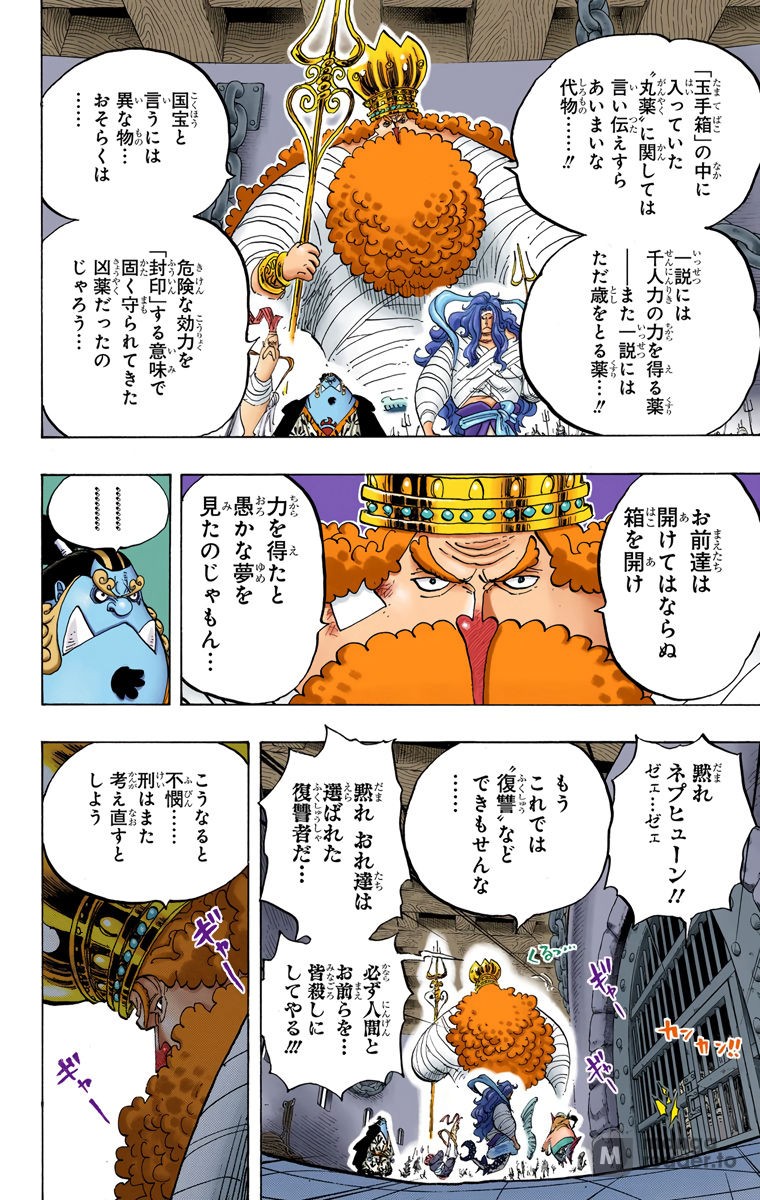 「玉手箱」の中に
入っていた
〝丸薬〟に関しては
言い伝えすら
あいまいな
代物……!!
一説には
千人力の力を得る薬
――また一説には
ただ歳をとる薬…!!
国宝と
言うには
異な物…
おそらくは
………
危険な効力を
「封印」する意味で
固く守られてきた
凶薬だったの
じゃろう…
お前達は
開けてはならぬ
箱を開け
力を得たと
愚かな夢を
見たのじゃもん…
………!
黙れ
ネプヒューン!!
ゼェ…ゼェ
もう
これでは
〝復讐〟など
できもせんな
……
黙れ おれ達は
選ばれた
復讐者だ…
必ず人間と
お前らを…
皆殺しに
してやる!!!
くるっ…
カンカン!!
ギャー
ギャー
こうなると
不憫……
刑はまた
考え直すと
しよう
ギャー…
ギャー…